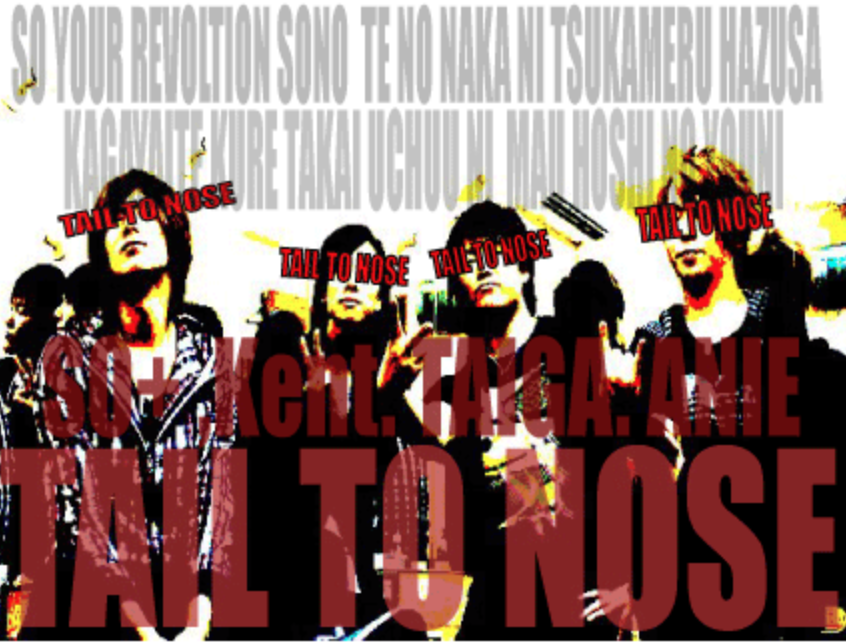 SO YOUR REVOLTION SONO TE NO NAKA NI TSUKAMERU HAZUSA
KAGAYAITE KURE TAKAI UCHUU NI MAU HOSHI NO YOUNI
TAIL TO NOSE
TAIL TO NOSE
TAIL TO NOSE
TAIL TO NOSE
SO+.Kent.TAIGA.ANIE
TAIL TO NOSE